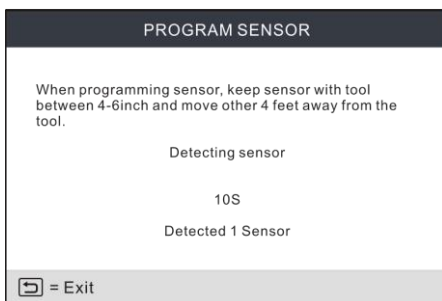 PROGRAM SENSOR
When programming sensor, keep sensor with tool
between 4-6inch and move other 4 feet away from the
tool.
Detecting sensor
10S
Detected 1 Sensor
= Exit